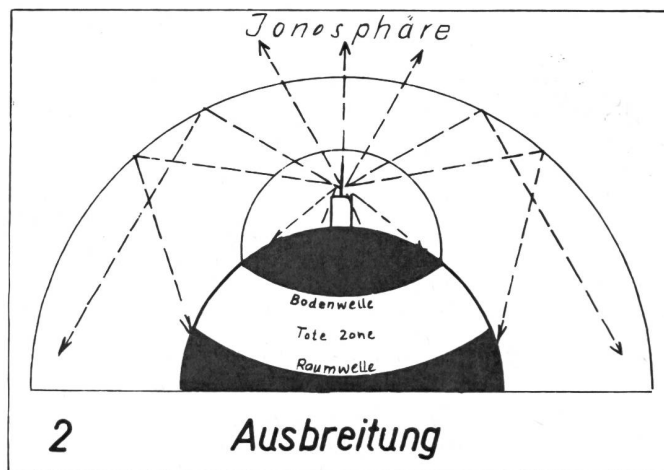 Jonosphäre
Bodenwelle
Tote Zone
Raumwelle
2 Ausbreitung